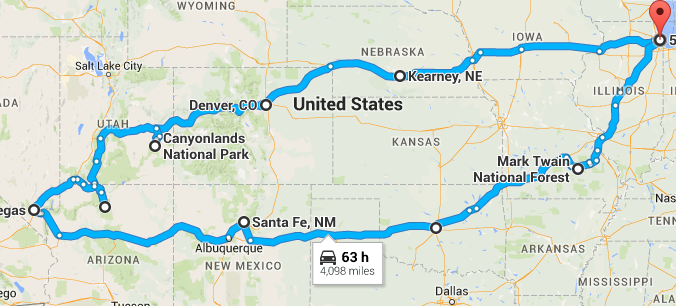 WYOMING
IOWA
NEBRASKA
Salt Lake City
Kearney, NE
Denver, CO
United States
ILLINOIS
UTAH
Canyonlands
National Park
KANSAS
Mark Twain
National Forest
MISSOURI
egas
Santa Fe, NM
Nas
TENN
Albuquerque
63 h
4,098 miles
ARKANSAS
ARIZONA
NEW MEXICO
Dallas
MISSISSIPPI
Tucson